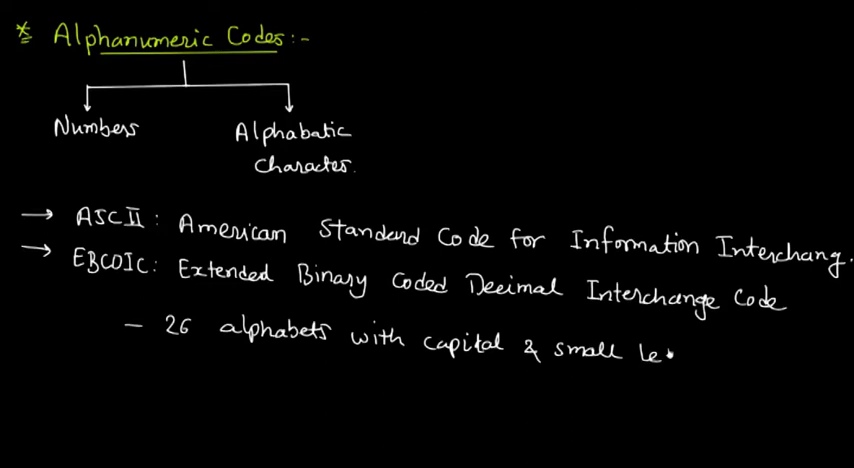 * Alphanumeric Codes:-
Numbers
Alphabatic
Character.
→ ASCII: American Standard Code for Information Interchang.
→ EBCDIC: Extended Binary Coded Decimal Interchange Code
- 26 alphabets with capital & small le